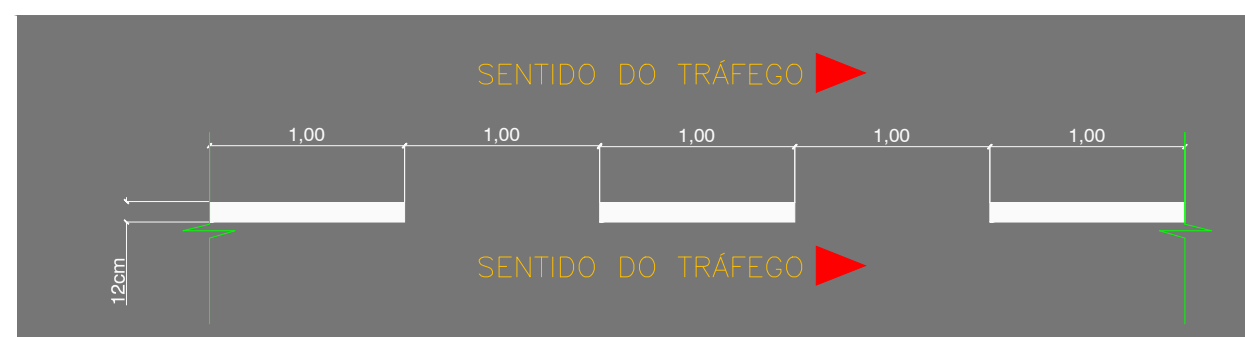 SENTIDO DO TRÁFEGO
1,00 1,00 1,00 1,00 1,00
12cm
SENTIDO DO TRÁFEGO